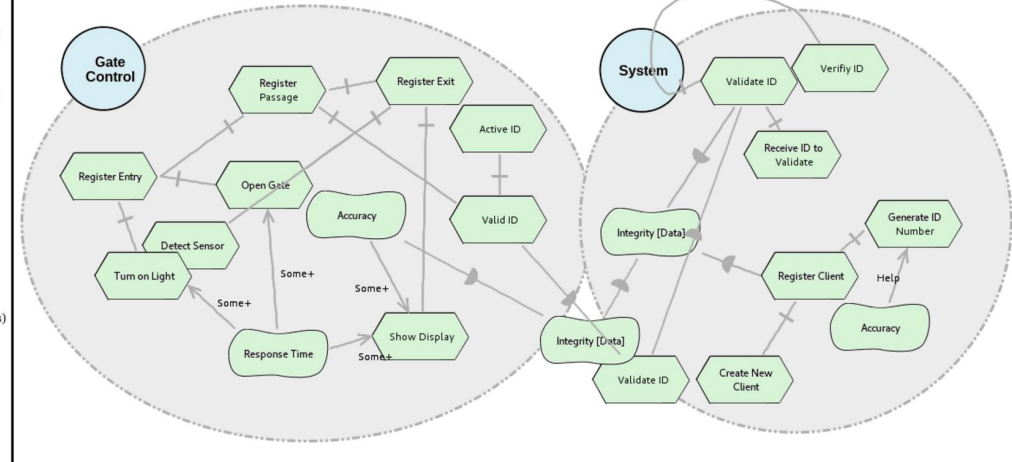 Gate
Control
Register
Passage
Register Exit
Active ID
Register Entry
Open Gate
Accuracy
Valid ID
Detect Sensor
Turn on Light
Some+
Some+
Some+
Response Time
Show Display
Some+
System
Validate ID
Verifiy ID
Receive ID to
Validate
Integrity [Data]
Generate ID
Number
Register Client
Help
Accuracy
Integrity [Data]
Validate ID
Create New
Client